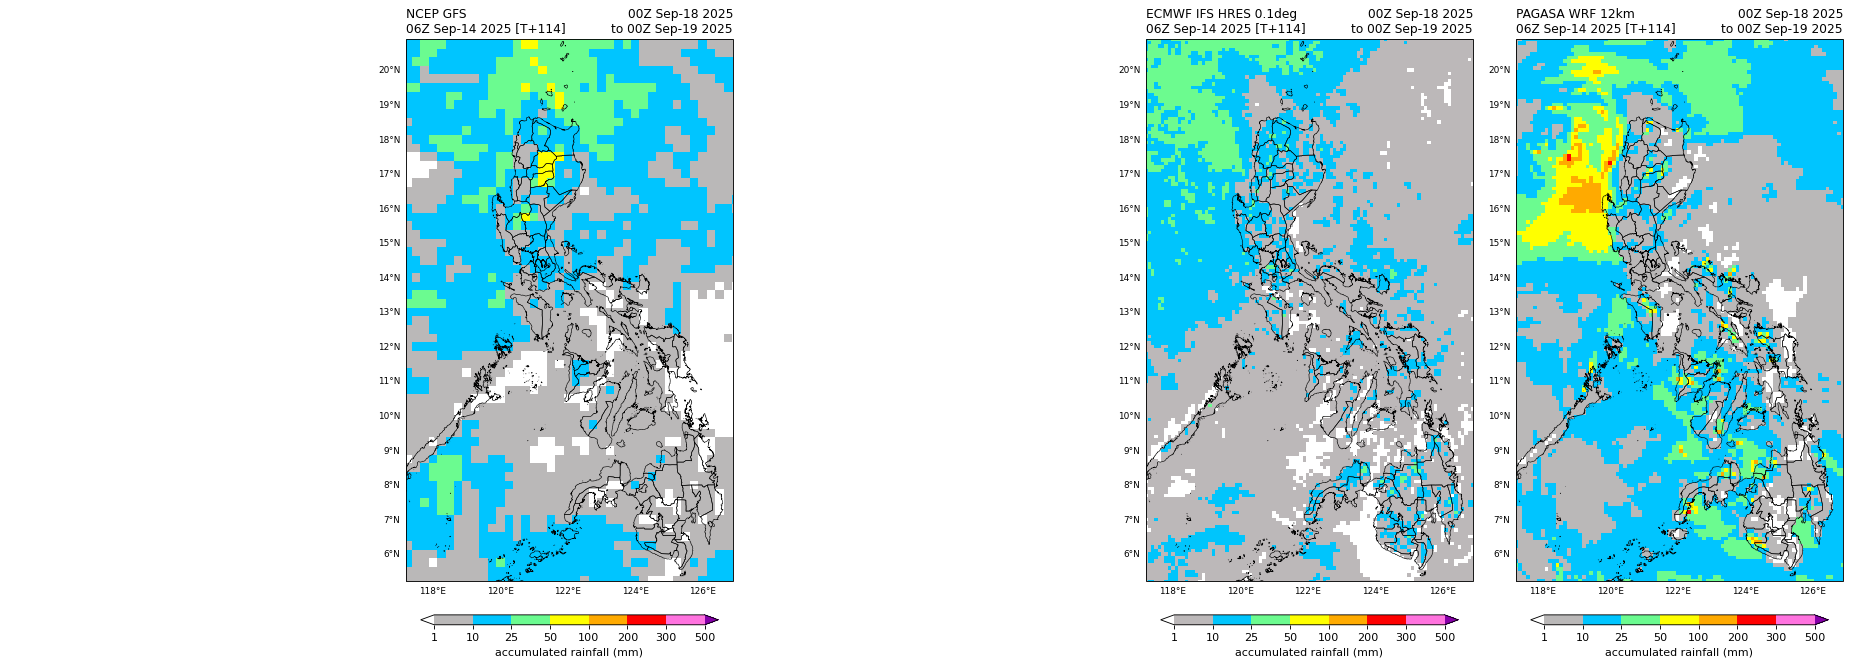 NCEP GFS 00Z Sep-18 2025
06Z Sep-14 2025 [T+114] to 00Z Sep-19 2025
20°N
19°N
18°N
17°N
16°N
15°N
14°N
13°N
12°N
11°N
10°N
9°N
8°N
7°N
6°N
118°E 120°E 122°E 124°E 126°E
1 10 25 50 100 200 300 500
accumulated rainfall (mm)
ECMWF IFS HRES 0.1deg 00Z Sep-18 2025
06Z Sep-14 2025 [T+114] to 00Z Sep-19 2025
20°N
19°N
18°N
17°N
16°N
15°N
14°N
13°N
12°N
11°N
10°N
9°N
8°N
7°N
6°N
118°E 120°E 122°E 124°E 126°E
1 10 25 50 100 200 300 500
accumulated rainfall (mm)
PAGASA WRF 12km 00Z Sep-18 2025
06Z Sep-14 2025 [T+114] to 00Z Sep-19 2025
20°N
19°N
18°N
17°N
16°N
15°N
14°N
13°N
12°N
11°N
10°N
9°N
8°N
7°N
6°N
118°E 120°E 122°E 124°E 126°E
1 10 25 50 100 200 300 500
accumulated rainfall (mm)